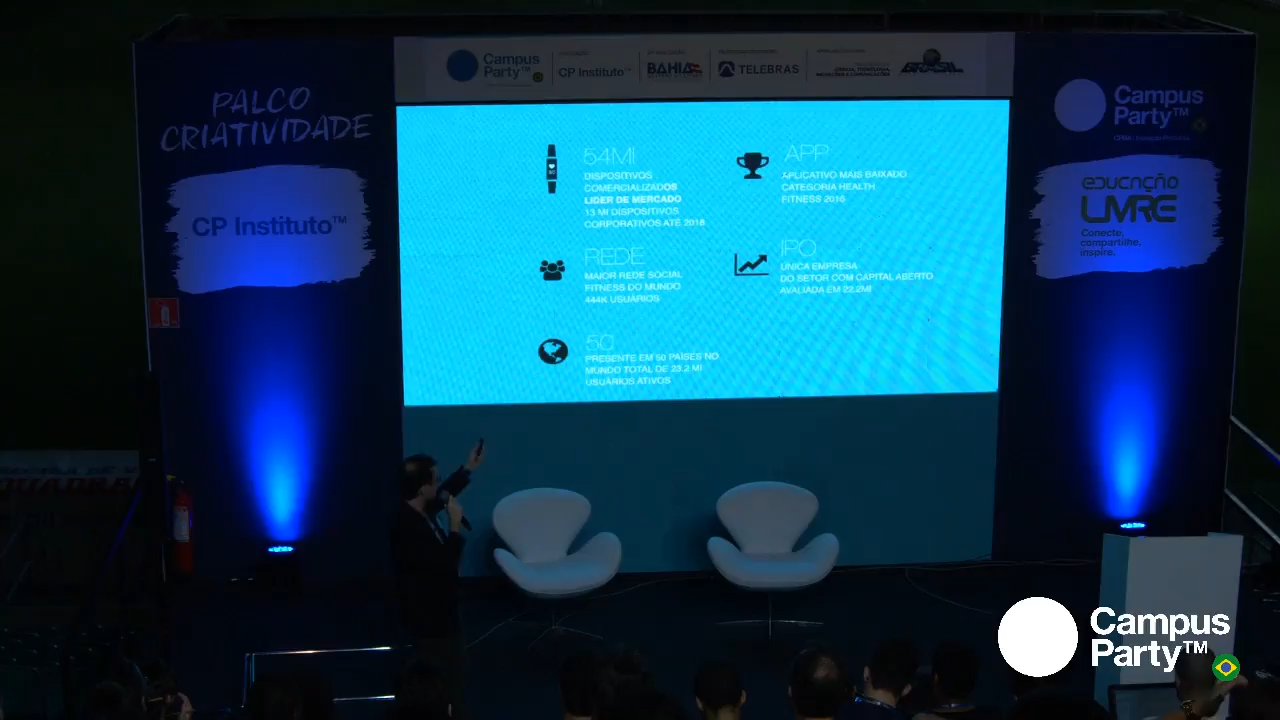 PALCO
CRIATIVIDADE
CP Instituto™
Campus
Party™
CP Instituto™
BAHIA
TELEBRAS
BRASIL
54MI
DISPOSITIVOS
COMERCIALIZADOS
LIDER DE MERCADO
13 MI DISPOSITIVOS
CORPORATIVOS ATÉ 2018
APP
APLICATIVO MAIS BAIXADO
CATEGORIA HEALTH
FITNESS 2016
REDE
MAIOR REDE SOCIAL
FITNESS DO MUNDO
444K USUÁRIOS
IPO
ÚNICA EMPRESA
DO SETOR COM CAPITAL ABERTO
AVALIADA EM 22.2MI
50
PRESENTE EM 50 PAÍSES NO
MUNDO TOTAL DE 23.2 MI
USUÁRIOS ATIVOS
Campus
Party™
EDUCAÇÃO
LIVRE
Conecte,
compartilhe,
inspire.
Campus
Party™